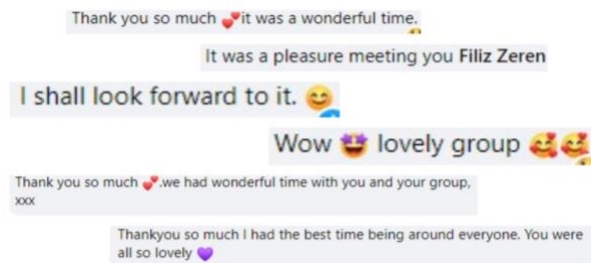 Thank you so much 💕it was a wonderful time.
It was a pleasure meeting you Filiz Zeren
I shall look forward to it. 😊
Wow 🤩 lovely group 🥰🥰
Thank you so much 💕.we had wonderful time with you and your group,
xxx
Thankyou so much I had the best time being around everyone. You were
all so lovely 💜